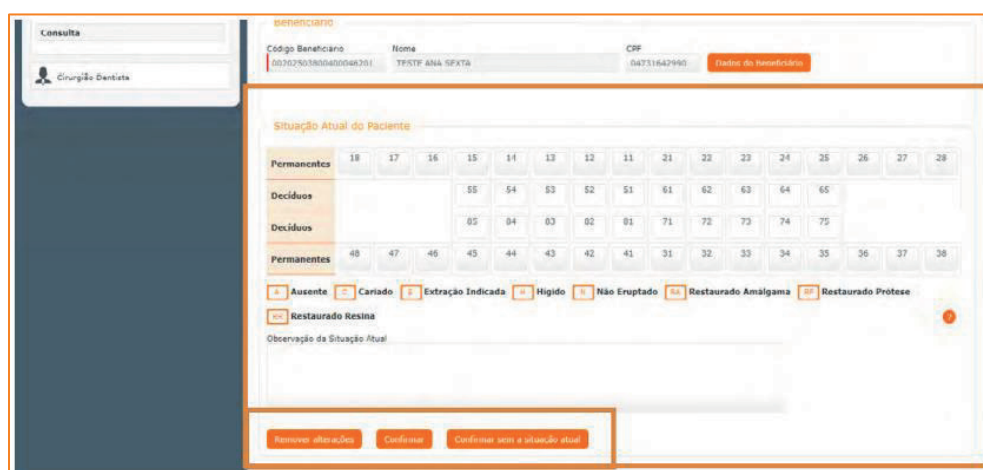 Consulta
Cirurgião Dentista
Beneficiário
Código Beneficiário Nome CPF
TESTE ANA SEXTA 04731642990 Dados do beneficiário
Situação Atual do Paciente
Permanentes 18 17 16 15 14 13 12 11 21 22 23 24 25 26 27 28
Decíduos 55 54 53 52 51 61 62 63 64 65
Decíduos 85 84 83 82 81 71 72 73 74 75
Permanentes 48 47 46 45 44 43 42 41 31 32 33 34 35 36 37 38
A Ausente C Cariado Extração Indicada H Hígido N Não Eruptado RA Restaurado Amálgama RP Restaurado Prótese
RR Restaurado Resina
?
Observação da Situação Atual
Remover alterações Confirmar Confirmar sem a situação atual